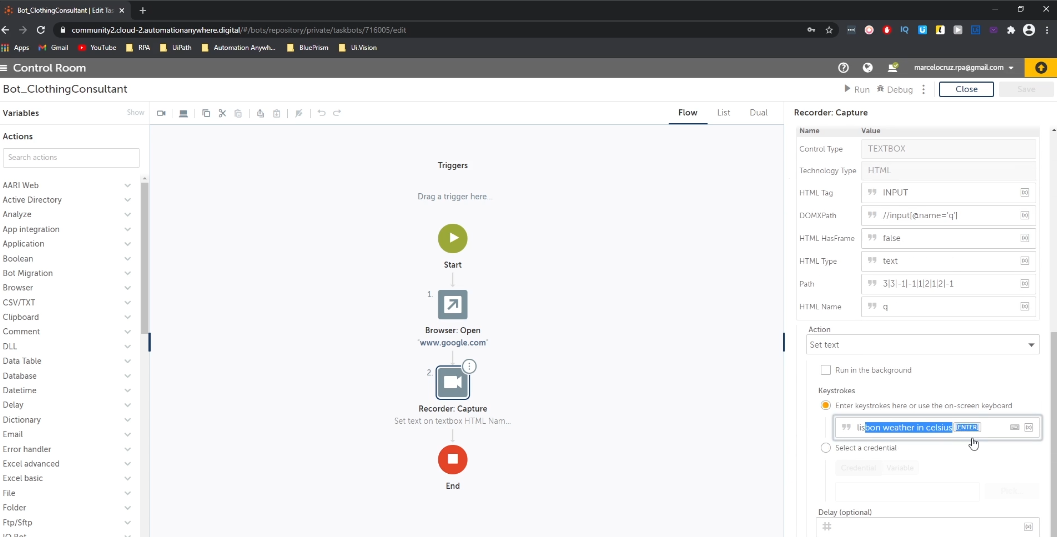 Bot_ClothingConsultant | Edit Tas
community2.cloud-2.automationanywhere.digital/#/bots/repository/private/taskbots/716005/edit
Apps Gmail YouTube RPA UiPath Automation Anywh... BluePrism Ui.Vision
Control Room
marcelocruz.rpa@gmail.com
Bot_ClothingConsultant
Run Debug Close Save
Variables Show
Flow List Dual
Recorder: Capture
Actions
Search actions
AARI Web
Active Directory
Analyze
App integration
Application
Boolean
Bot Migration
Browser
CSV/TXT
Clipboard
Comment
DLL
Data Table
Database
Datetime
Delay
Dictionary
Email
Error handler
Excel advanced
Excel basic
File
Folder
Ftp/Sftp
IQ Bot
Triggers
Drag a trigger here...
Start
1.
Browser: Open
'www.google.com'
2.
Recorder: Capture
Set text on textbox HTML Nam...
End
Name Value
Control Type TEXTBOX
Technology Type HTML
HTML Tag INPUT
DOMXPath //input[@name='q']
HTML HasFrame false
HTML Type text
Path 3|3|-1|-1|1|2|1|2|-1
HTML Name q
Action
Set text
Run in the background
Keystrokes
Enter keystrokes here or use the on-screen keyboard
lisbon weather in celsius [ENTER]
Select a credential
Credential Variable
Delay (optional)